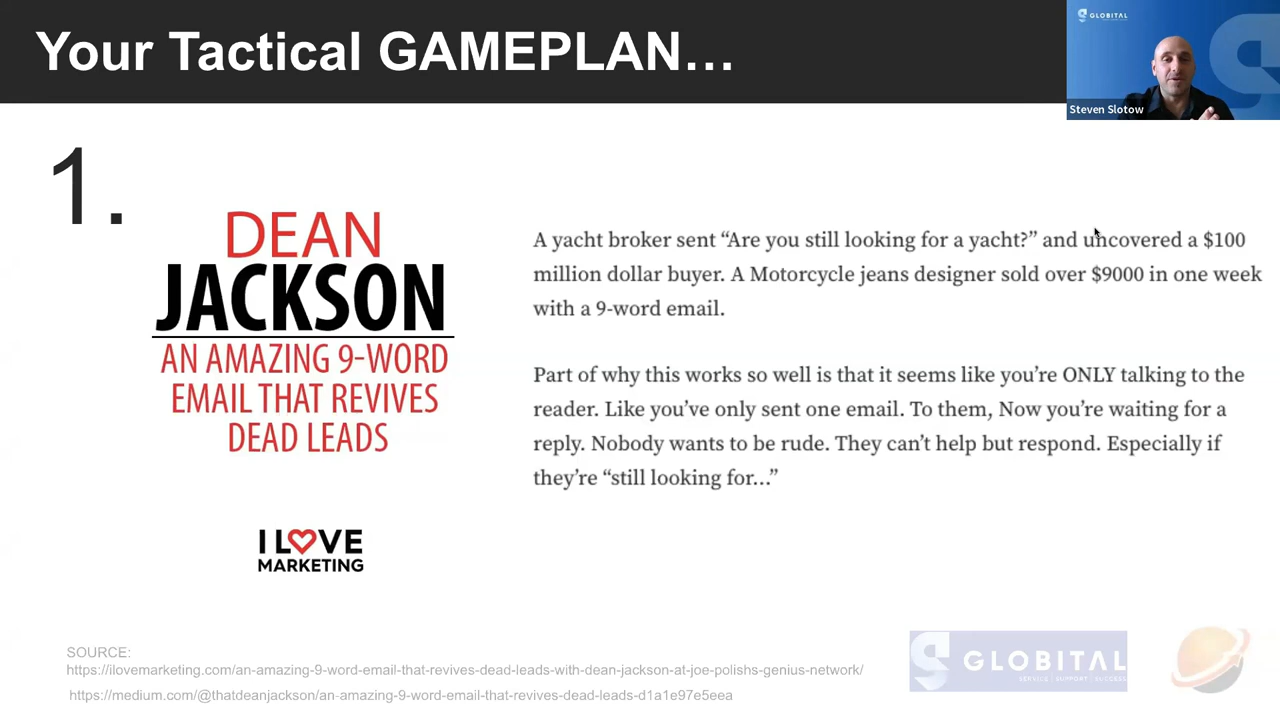 Your Tactical GAMEPLAN…
GLOBITAL
Steven Slotow
1.
DEAN
JACKSON
AN AMAZING 9-WORD
EMAIL THAT REVIVES
DEAD LEADS
I LOVE
MARKETING
A yacht broker sent “Are you still looking for a yacht?” and uncovered a $100
million dollar buyer. A Motorcycle jeans designer sold over $9000 in one week
with a 9-word email.
Part of why this works so well is that it seems like you’re ONLY talking to the
reader. Like you’ve only sent one email. To them, Now you’re waiting for a
reply. Nobody wants to be rude. They can’t help but respond. Especially if
they’re “still looking for…”
SOURCE:
https://ilovemarketing.com/an-amazing-9-word-email-that-revives-dead-leads-with-dean-jackson-at-joe-polishs-genius-network/
https://medium.com/@thatdeanjackson/an-amazing-9-word-email-that-revives-dead-leads-d1a1e97e5eea
GLOBITAL
SERVICE | SUPPORT | SUCCESS